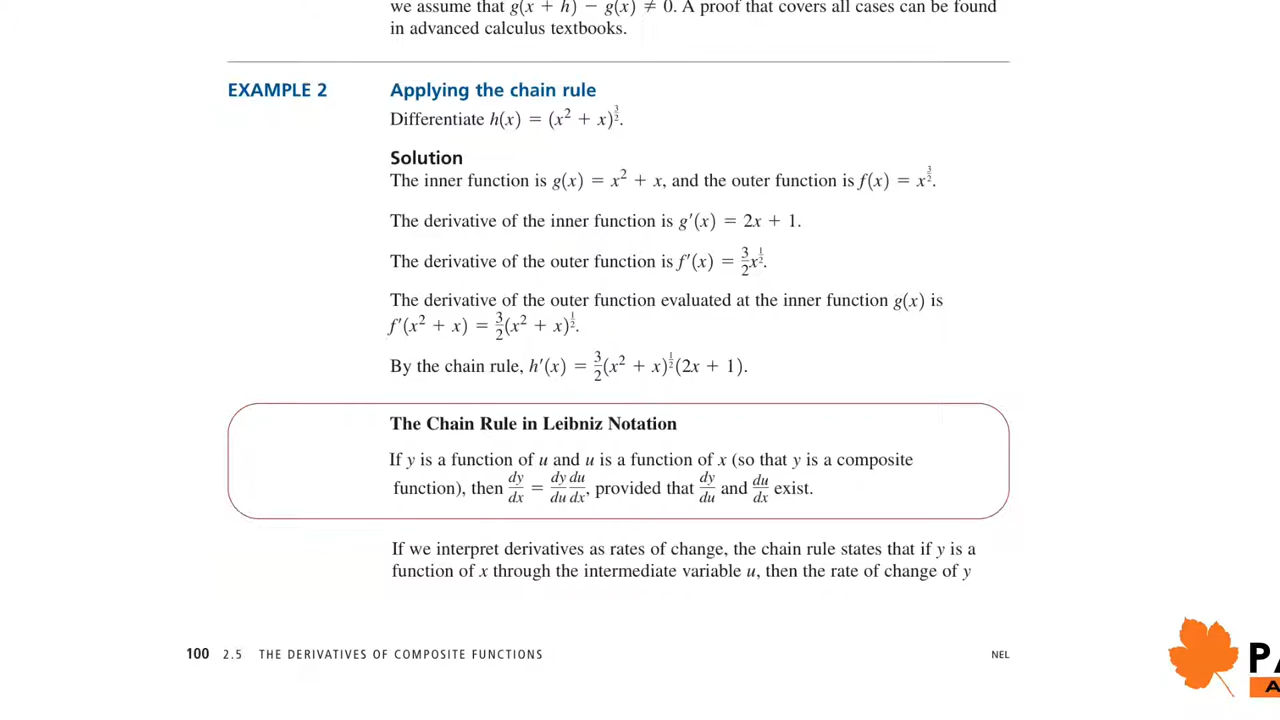 we assume that g(x + h) − g(x) ≠ 0. A proof that covers all cases can be found
in advanced calculus textbooks.
EXAMPLE 2 Applying the chain rule
Differentiate h(x) = (x² + x)^(3/2).
Solution
The inner function is g(x) = x² + x, and the outer function is f(x) = x^(3/2).
The derivative of the inner function is g′(x) = 2x + 1.
The derivative of the outer function is f′(x) = 3/2 x^(1/2).
The derivative of the outer function evaluated at the inner function g(x) is
f′(x² + x) = 3/2 (x² + x)^(1/2).
By the chain rule, h′(x) = 3/2 (x² + x)^(1/2) (2x + 1).
The Chain Rule in Leibniz Notation
If y is a function of u and u is a function of x (so that y is a composite
function), then dy/dx = dy/du du/dx, provided that dy/du and du/dx exist.
If we interpret derivatives as rates of change, the chain rule states that if y is a
function of x through the intermediate variable u, then the rate of change of y
100 2.5 THE DERIVATIVES OF COMPOSITE FUNCTIONS NEL